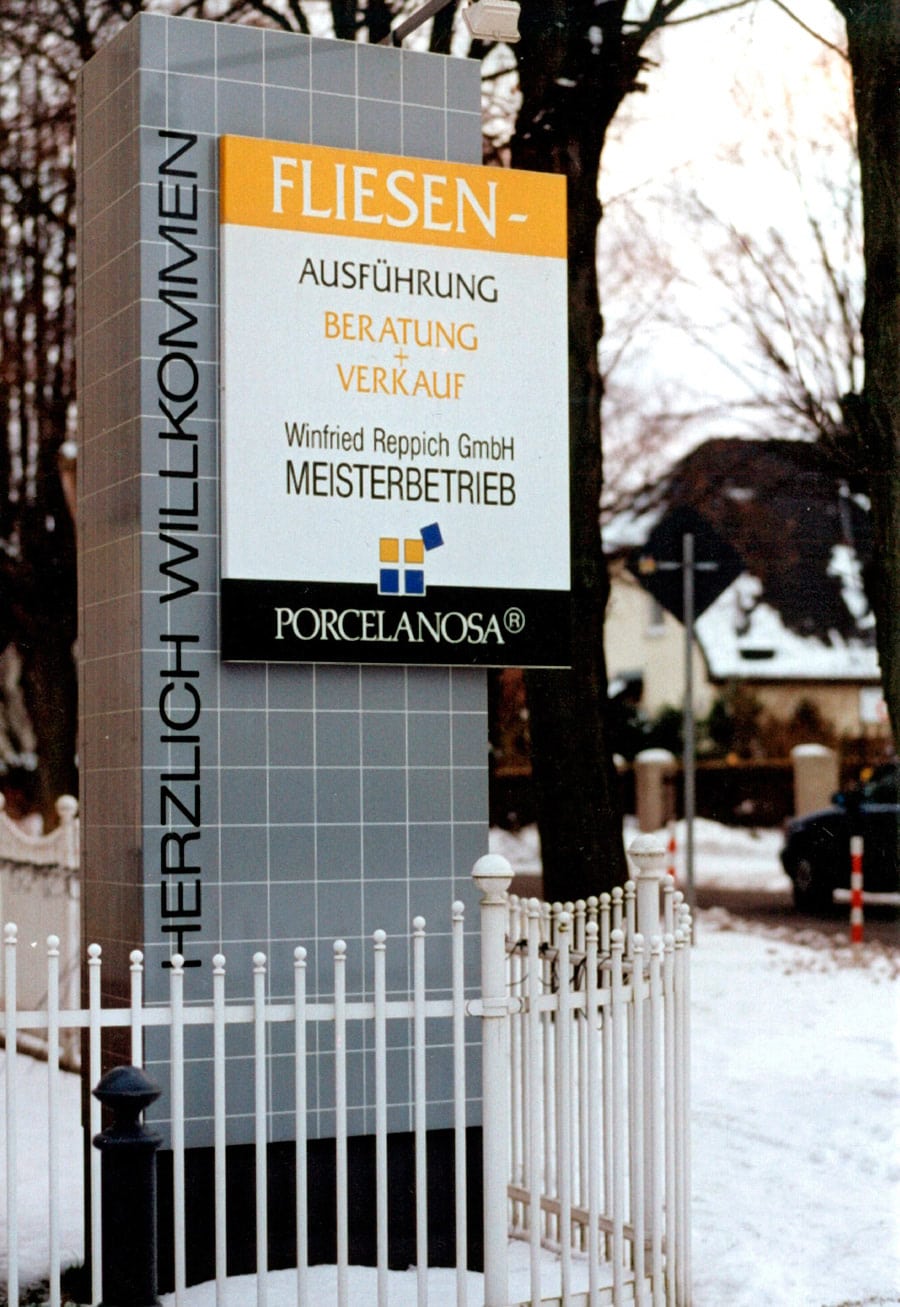 HERZLICH WILLKOMMEN
FLIESEN-
AUSFÜHRUNG
BERATUNG
+
VERKAUF
Winfried Reppich GmbH
MEISTERBETRIEB
PORCELANOSA®